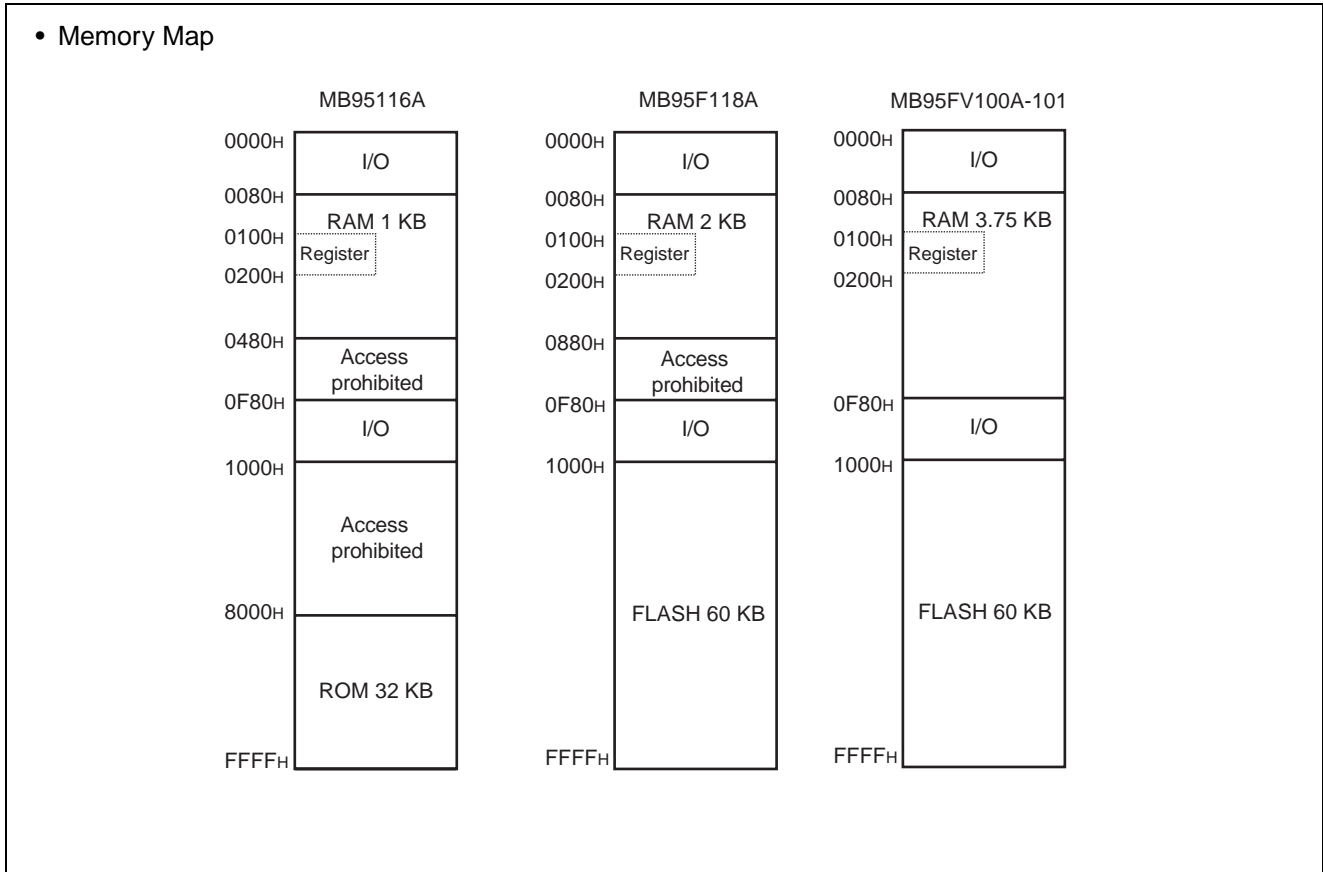 • Memory Map
MB95116A
0000H
I/O
0080H
RAM 1 KB
0100H
Register
0200H
0480H
Access
prohibited
0F80H
I/O
1000H
Access
prohibited
8000H
ROM 32 KB
FFFFH
MB95F118A
0000H
I/O
0080H
RAM 2 KB
0100H
Register
0200H
0880H
Access
prohibited
0F80H
I/O
1000H
FLASH 60 KB
FFFFH
MB95FV100A-101
0000H
I/O
0080H
RAM 3.75 KB
0100H
Register
0200H
0F80H
I/O
1000H
FLASH 60 KB
FFFFH